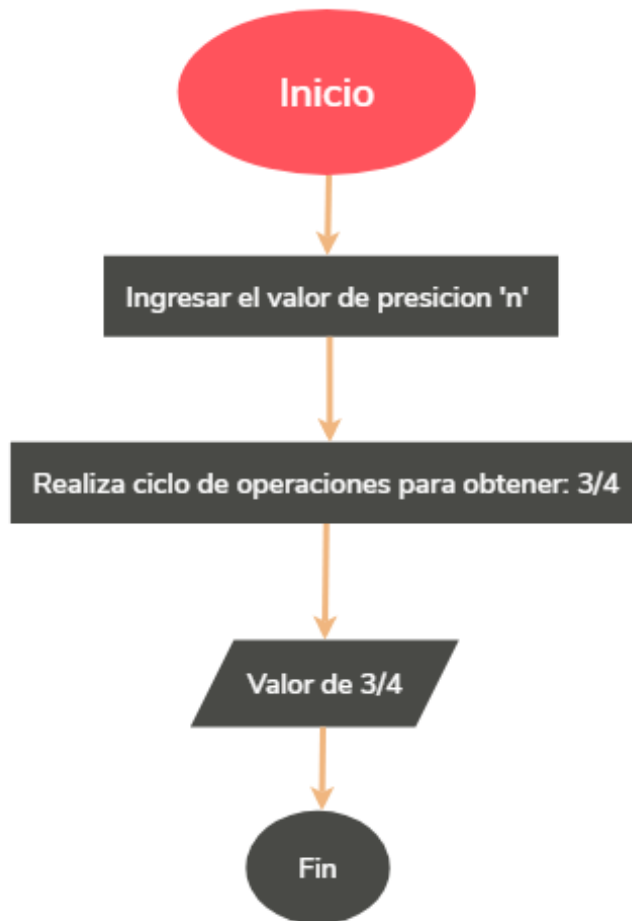 Inicio
Ingresar el valor de presicion 'n'
Realiza ciclo de operaciones para obtener: 3/4
Valor de 3/4
Fin